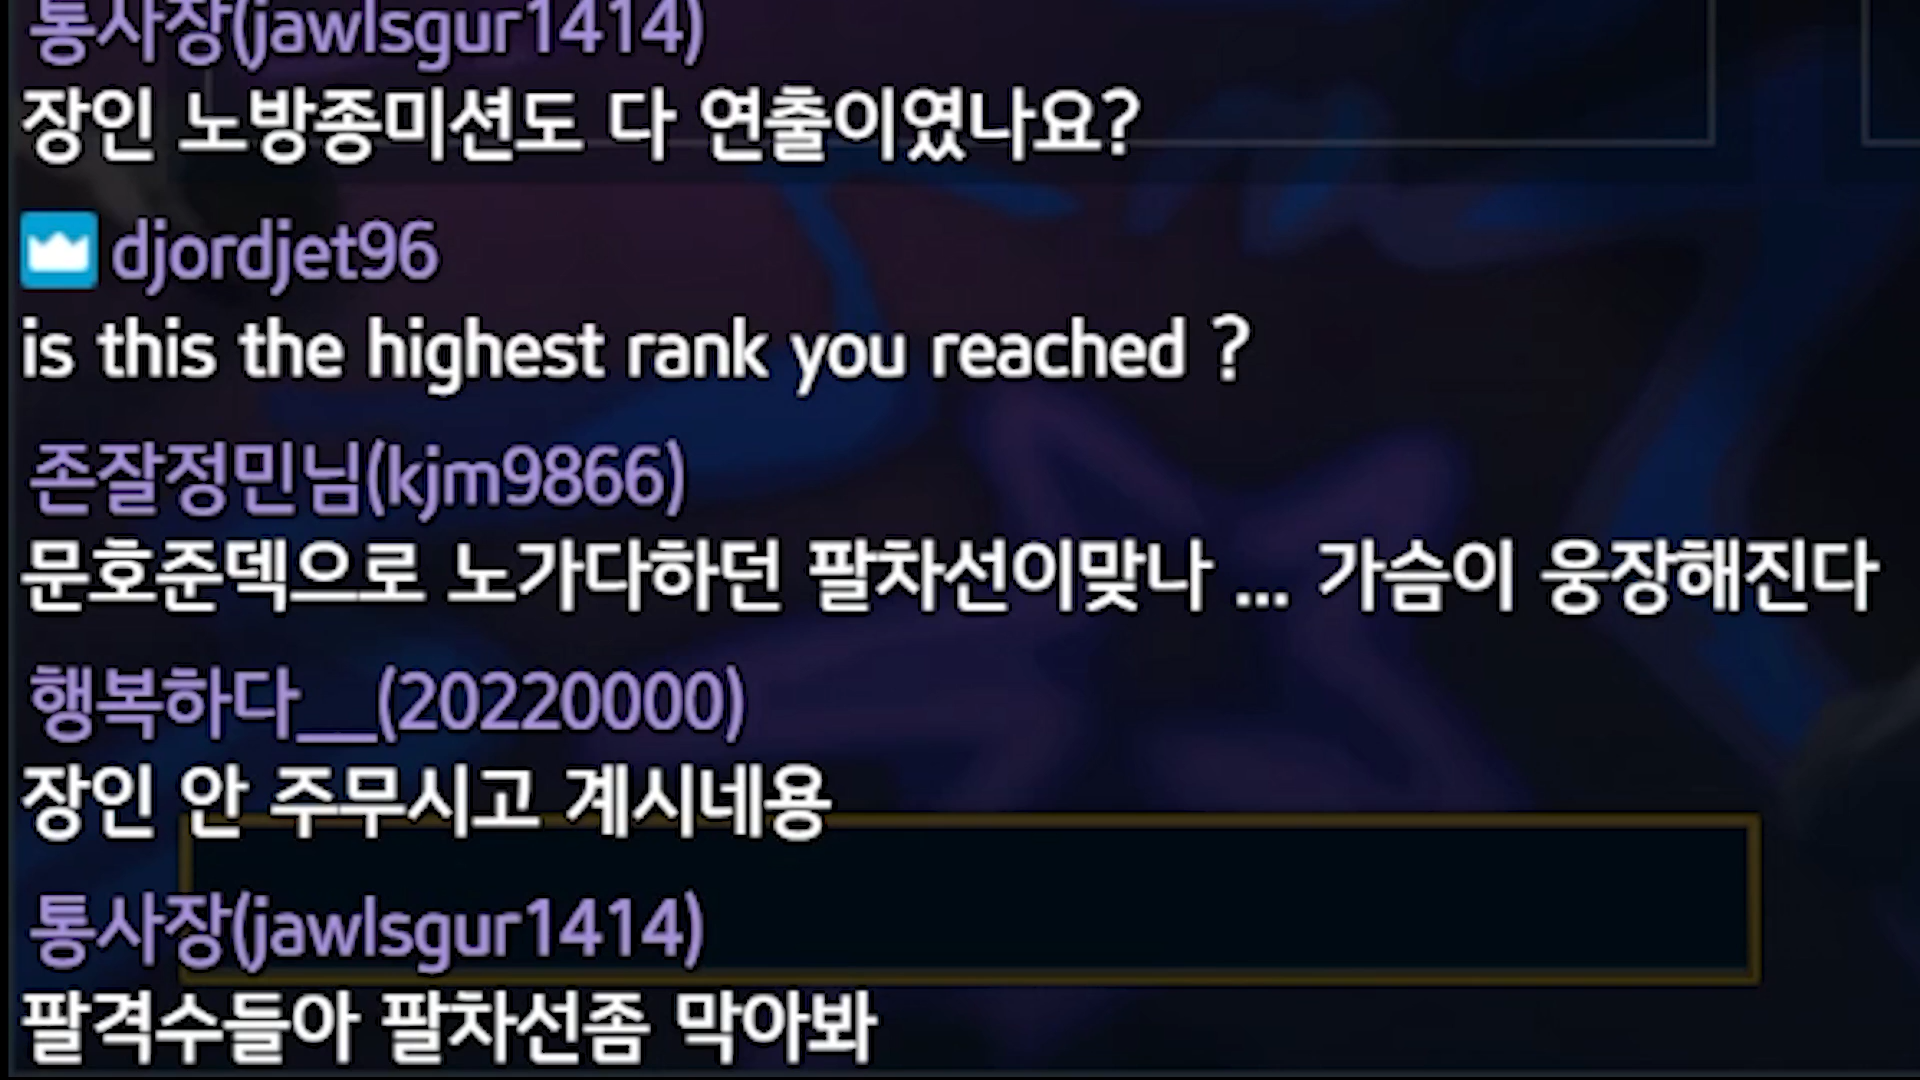 통사장(jawlsgur1414)
장인 노방종미션도 다 연출이였나요?
djordjet96
is this the highest rank you reached ?
존잘정민님(kjm9866)
문호준덱으로 노가다하던 팔차선이맞나 ... 가슴이 웅장해진다
행복하다__(20220000)
장인 안 주무시고 계시네용
통사장(jawlsgur1414)
팔격수들아 팔차선좀 막아봐